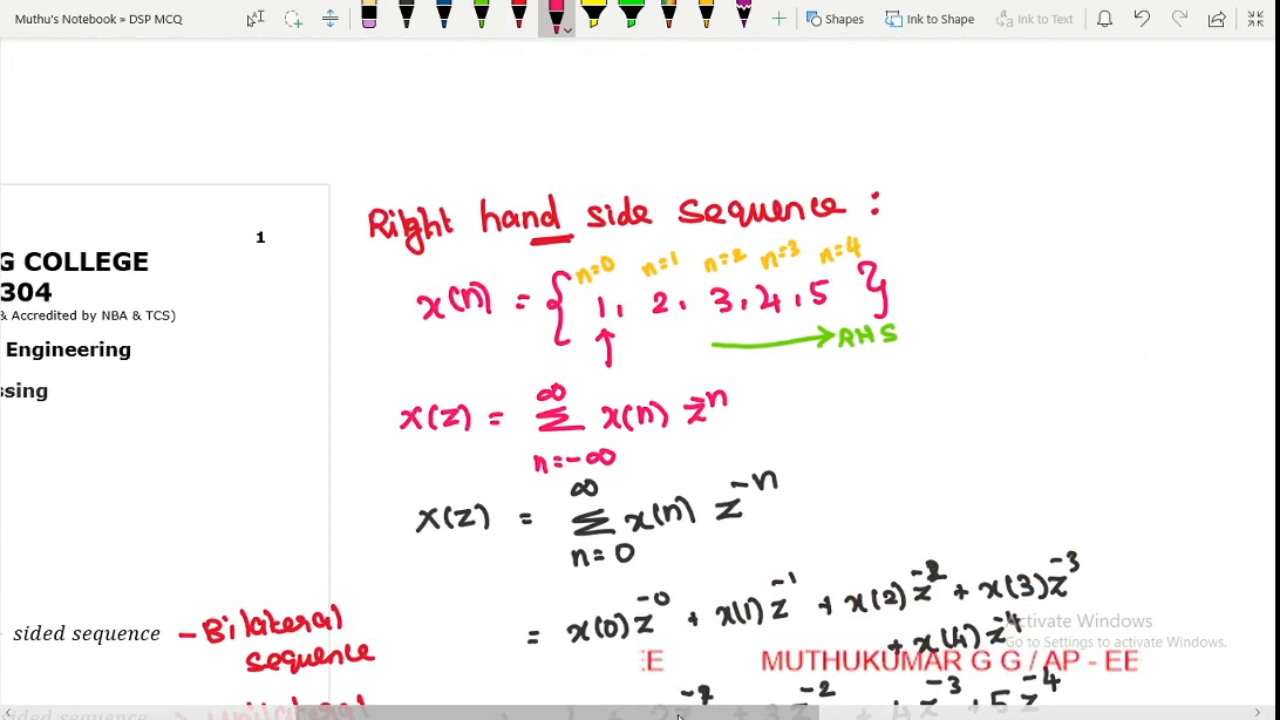 Muthu's Notebook » DSP MCQ
Shapes
Ink to Shape
Ink to Text
1
G COLLEGE
304
& Accredited by NBA & TCS)
Engineering
ssing
Right hand side sequence :
n=0 n=1 n=2 n=3 n=4
x(n) = { 1, 2, 3, 4, 5 }
↑
→ RHS
∞
X(z) = Σ x(n) z^-n
n=-∞
∞
X(z) = Σ x(n) z^-n
n=0
= x(0)z^-0 + x(1)z^-1 + x(2)z^-2 + x(3)z^-3
+ x(4)z^-4
sided sequence - Bilateral
sequence
Activate Windows
Go to Settings to activate Windows.
E MUTHUKUMAR G G / AP - EE
+ 5z^-4